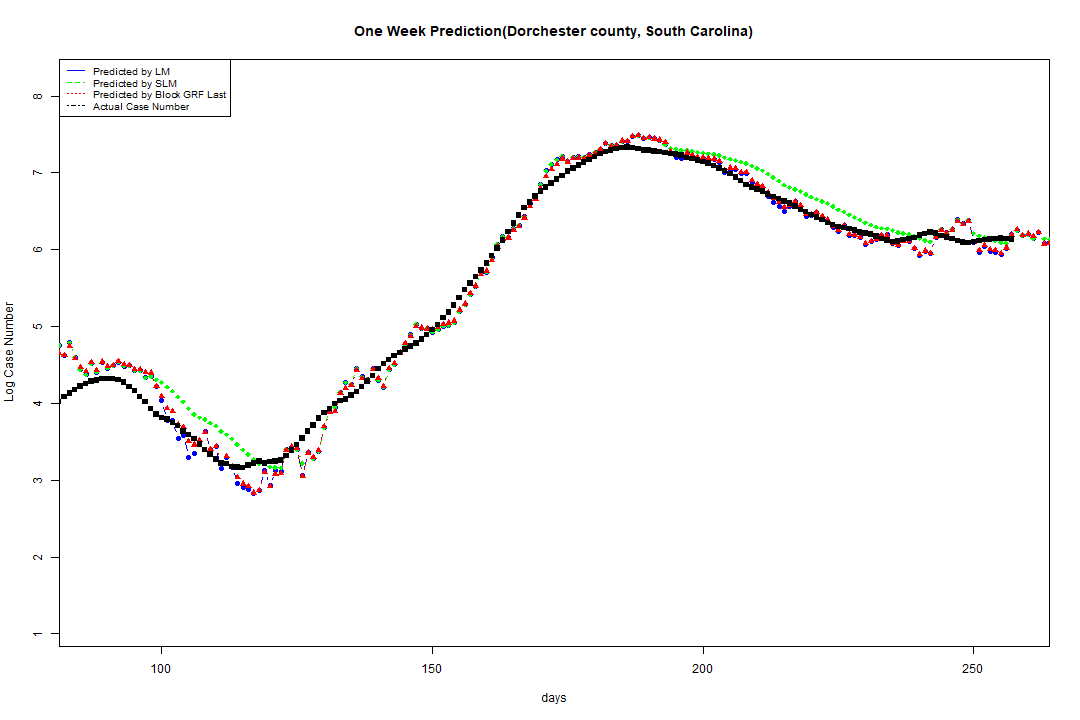 One Week Prediction(Dorchester county, South Carolina)
Predicted by LM
Predicted by SLM
Predicted by Block GRF Last
Actual Case Number
8
7
6
5
4
3
2
1
Log Case Number
100 150 200 250
days